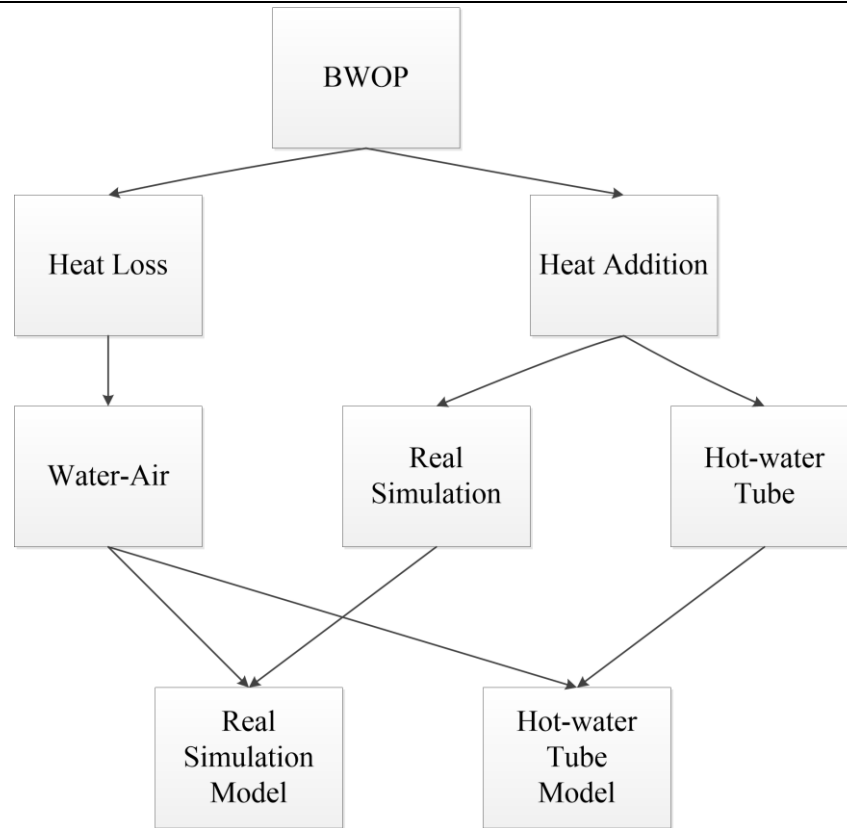 BWOP
Heat Loss
Heat Addition
Water-Air
Real
Simulation
Hot-water
Tube
Real
Simulation
Model
Hot-water
Tube
Model